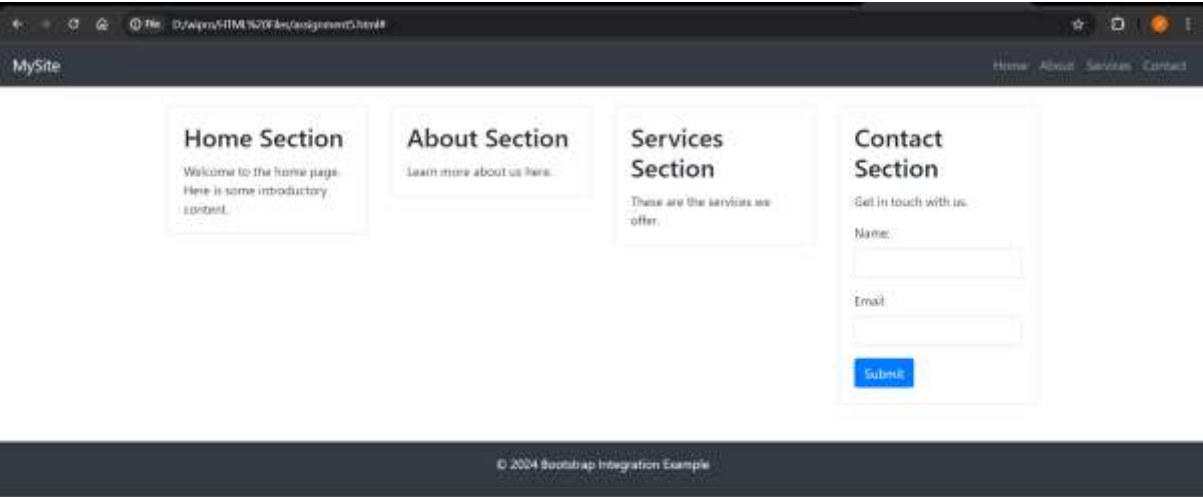 File D:/wipro/HTML%20Files/assignment5.html#
MySite
Home About Services Contact
Home Section
Welcome to the home page.
Here is some introductory
content.
About Section
Learn more about us here.
Services
Section
These are the services we
offer.
Contact
Section
Get in touch with us.
Name:
Email:
Submit
© 2024 Bootstrap Integration Example